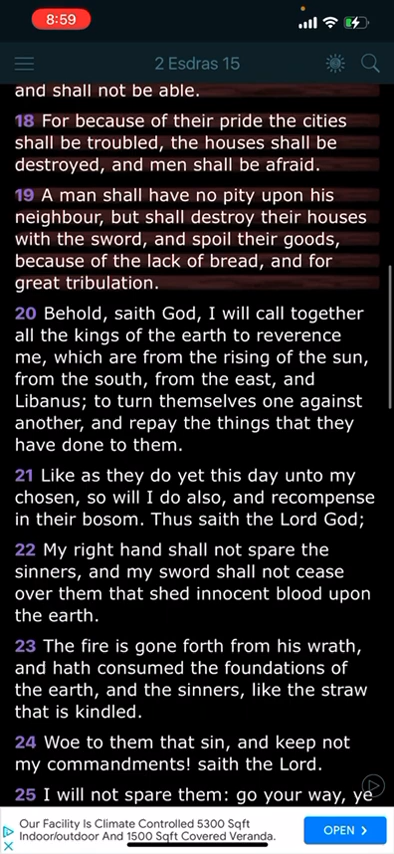 8:59
2 Esdras 15
and shall not be able.
18 For because of their pride the cities
shall be troubled, the houses shall be
destroyed, and men shall be afraid.
19 A man shall have no pity upon his
neighbour, but shall destroy their houses
with the sword, and spoil their goods,
because of the lack of bread, and for
great tribulation.
20 Behold, saith God, I will call together
all the kings of the earth to reverence
me, which are from the rising of the sun,
from the south, from the east, and
Libanus; to turn themselves one against
another, and repay the things that they
have done to them.
21 Like as they do yet this day unto my
chosen, so will I do also, and recompense
in their bosom. Thus saith the Lord God;
22 My right hand shall not spare the
sinners, and my sword shall not cease
over them that shed innocent blood upon
the earth.
23 The fire is gone forth from his wrath,
and hath consumed the foundations of
the earth, and the sinners, like the straw
that is kindled.
24 Woe to them that sin, and keep not
my commandments! saith the Lord.
25 I will not spare them: go your way, ye
Our Facility Is Climate Controlled 5300 Sqft
Indoor/outdoor And 1500 Sqft Covered Veranda.
OPEN